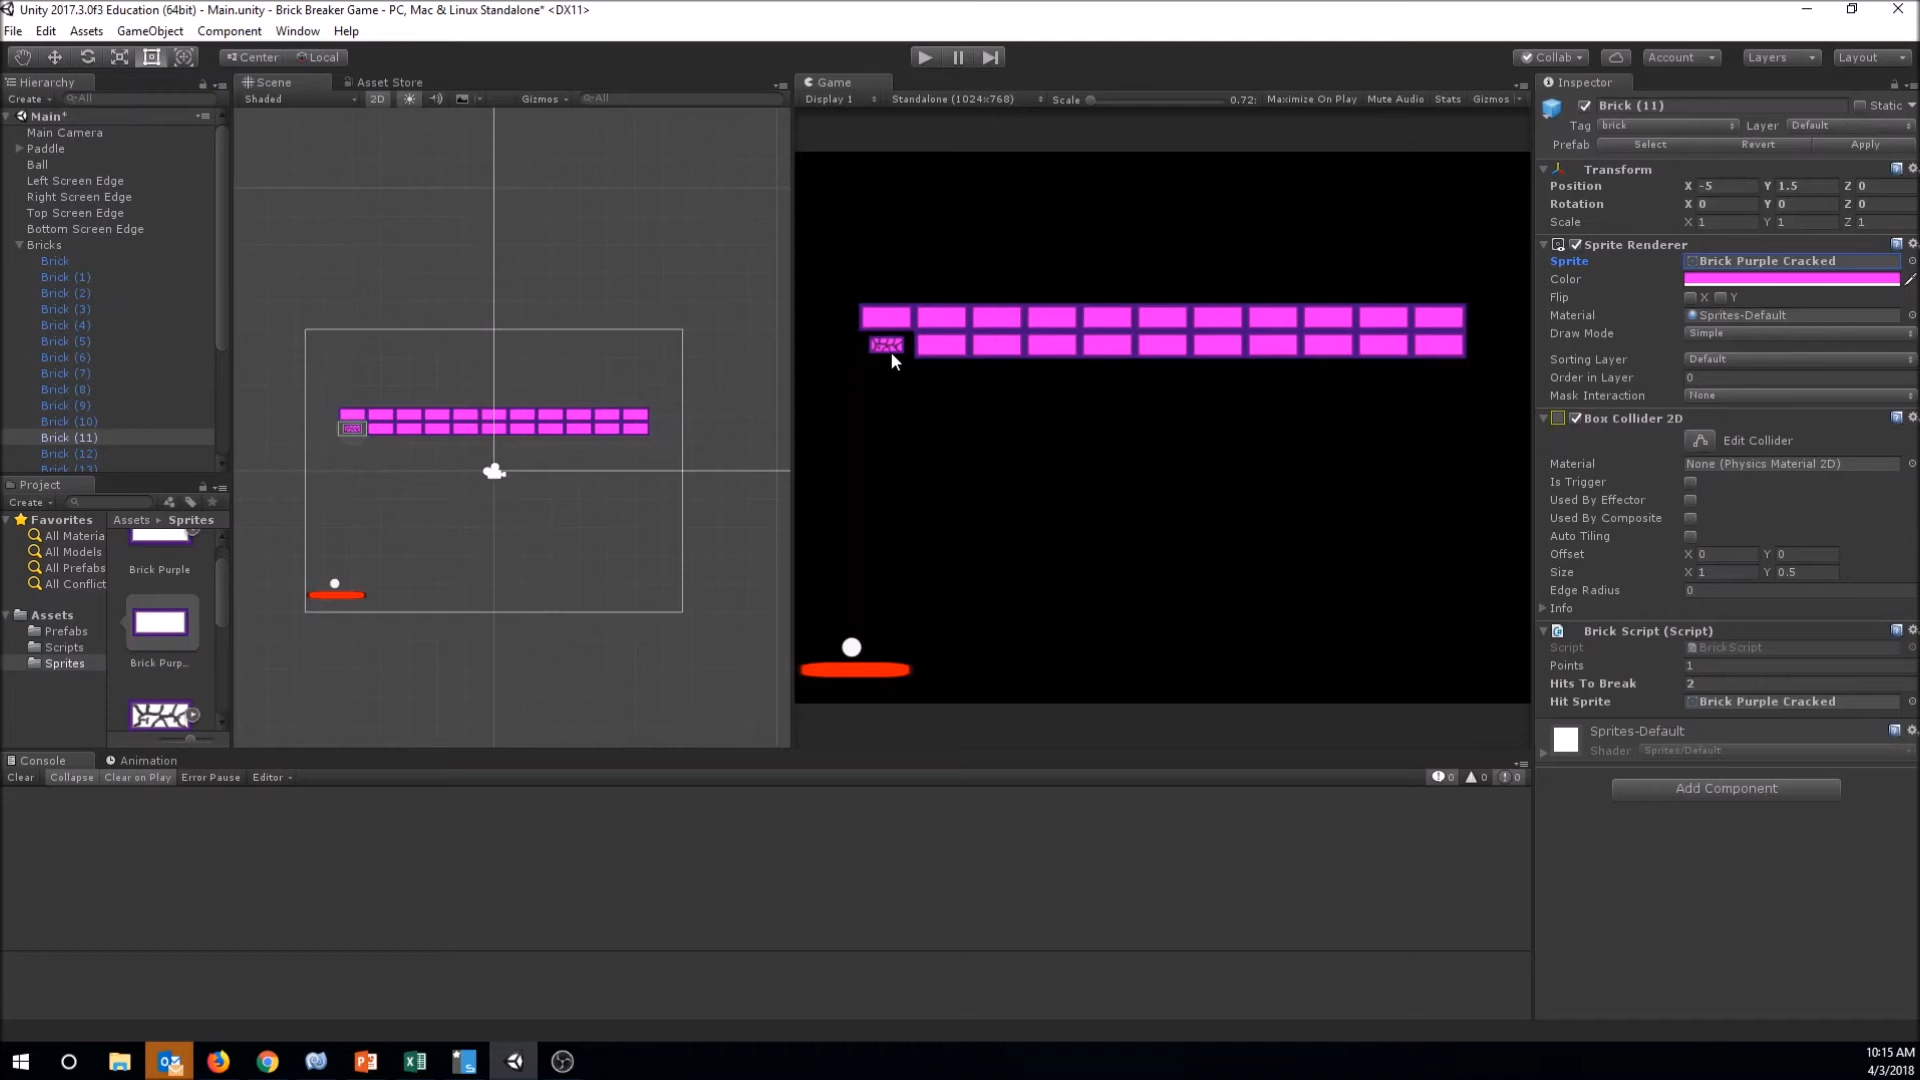 Unity 2017.3.0f3 Education (64bit) - Main.unity - Brick Breaker Game - PC, Mac & Linux Standalone* <DX11>
File Edit Assets GameObject Component Window Help
Center Local Collab Account Layers Layout
Hierarchy
Create All
Main*
Main Camera
Paddle
Ball
Left Screen Edge
Right Screen Edge
Top Screen Edge
Bottom Screen Edge
Bricks
Brick
Brick (1)
Brick (2)
Brick (3)
Brick (4)
Brick (5)
Brick (6)
Brick (7)
Brick (8)
Brick (9)
Brick (10)
Brick (11)
Brick (12)
Brick (13)
Scene Asset Store
Shaded 2D Gizmos All
Game
Display 1 Standalone (1024x768) Scale 0.72: Maximize On Play Mute Audio Stats Gizmos
Inspector
Brick (11) Static
Tag brick Layer Default
Prefab Select Revert Apply
Transform
Position X -5 Y 1.5 Z 0
Rotation X 0 Y 0 Z 0
Scale X 1 Y 1 Z 1
Sprite Renderer
Sprite Brick Purple Cracked
Color
Flip X Y
Material Sprites-Default
Draw Mode Simple
Sorting Layer Default
Order in Layer 0
Mask Interaction None
Box Collider 2D
Edit Collider
Material None (Physics Material 2D)
Is Trigger
Used By Effector
Used By Composite
Auto Tiling
Offset X 0 Y 0
Size X 1 Y 0.5
Edge Radius 0
Info
Brick Script (Script)
Script BrickScript
Points 1
Hits To Break 2
Hit Sprite Brick Purple Cracked
Sprites-Default
Shader Sprites/Default
Add Component
Project
Create
Favorites
All Materia
All Models
All Prefabs
All Conflict
Assets
Prefabs
Scripts
Sprites
Assets Sprites
Brick Purple
Brick Purp...
Console Animation
Clear Collapse Clear on Play Error Pause Editor 0 0 0
10:15 AM
4/3/2018